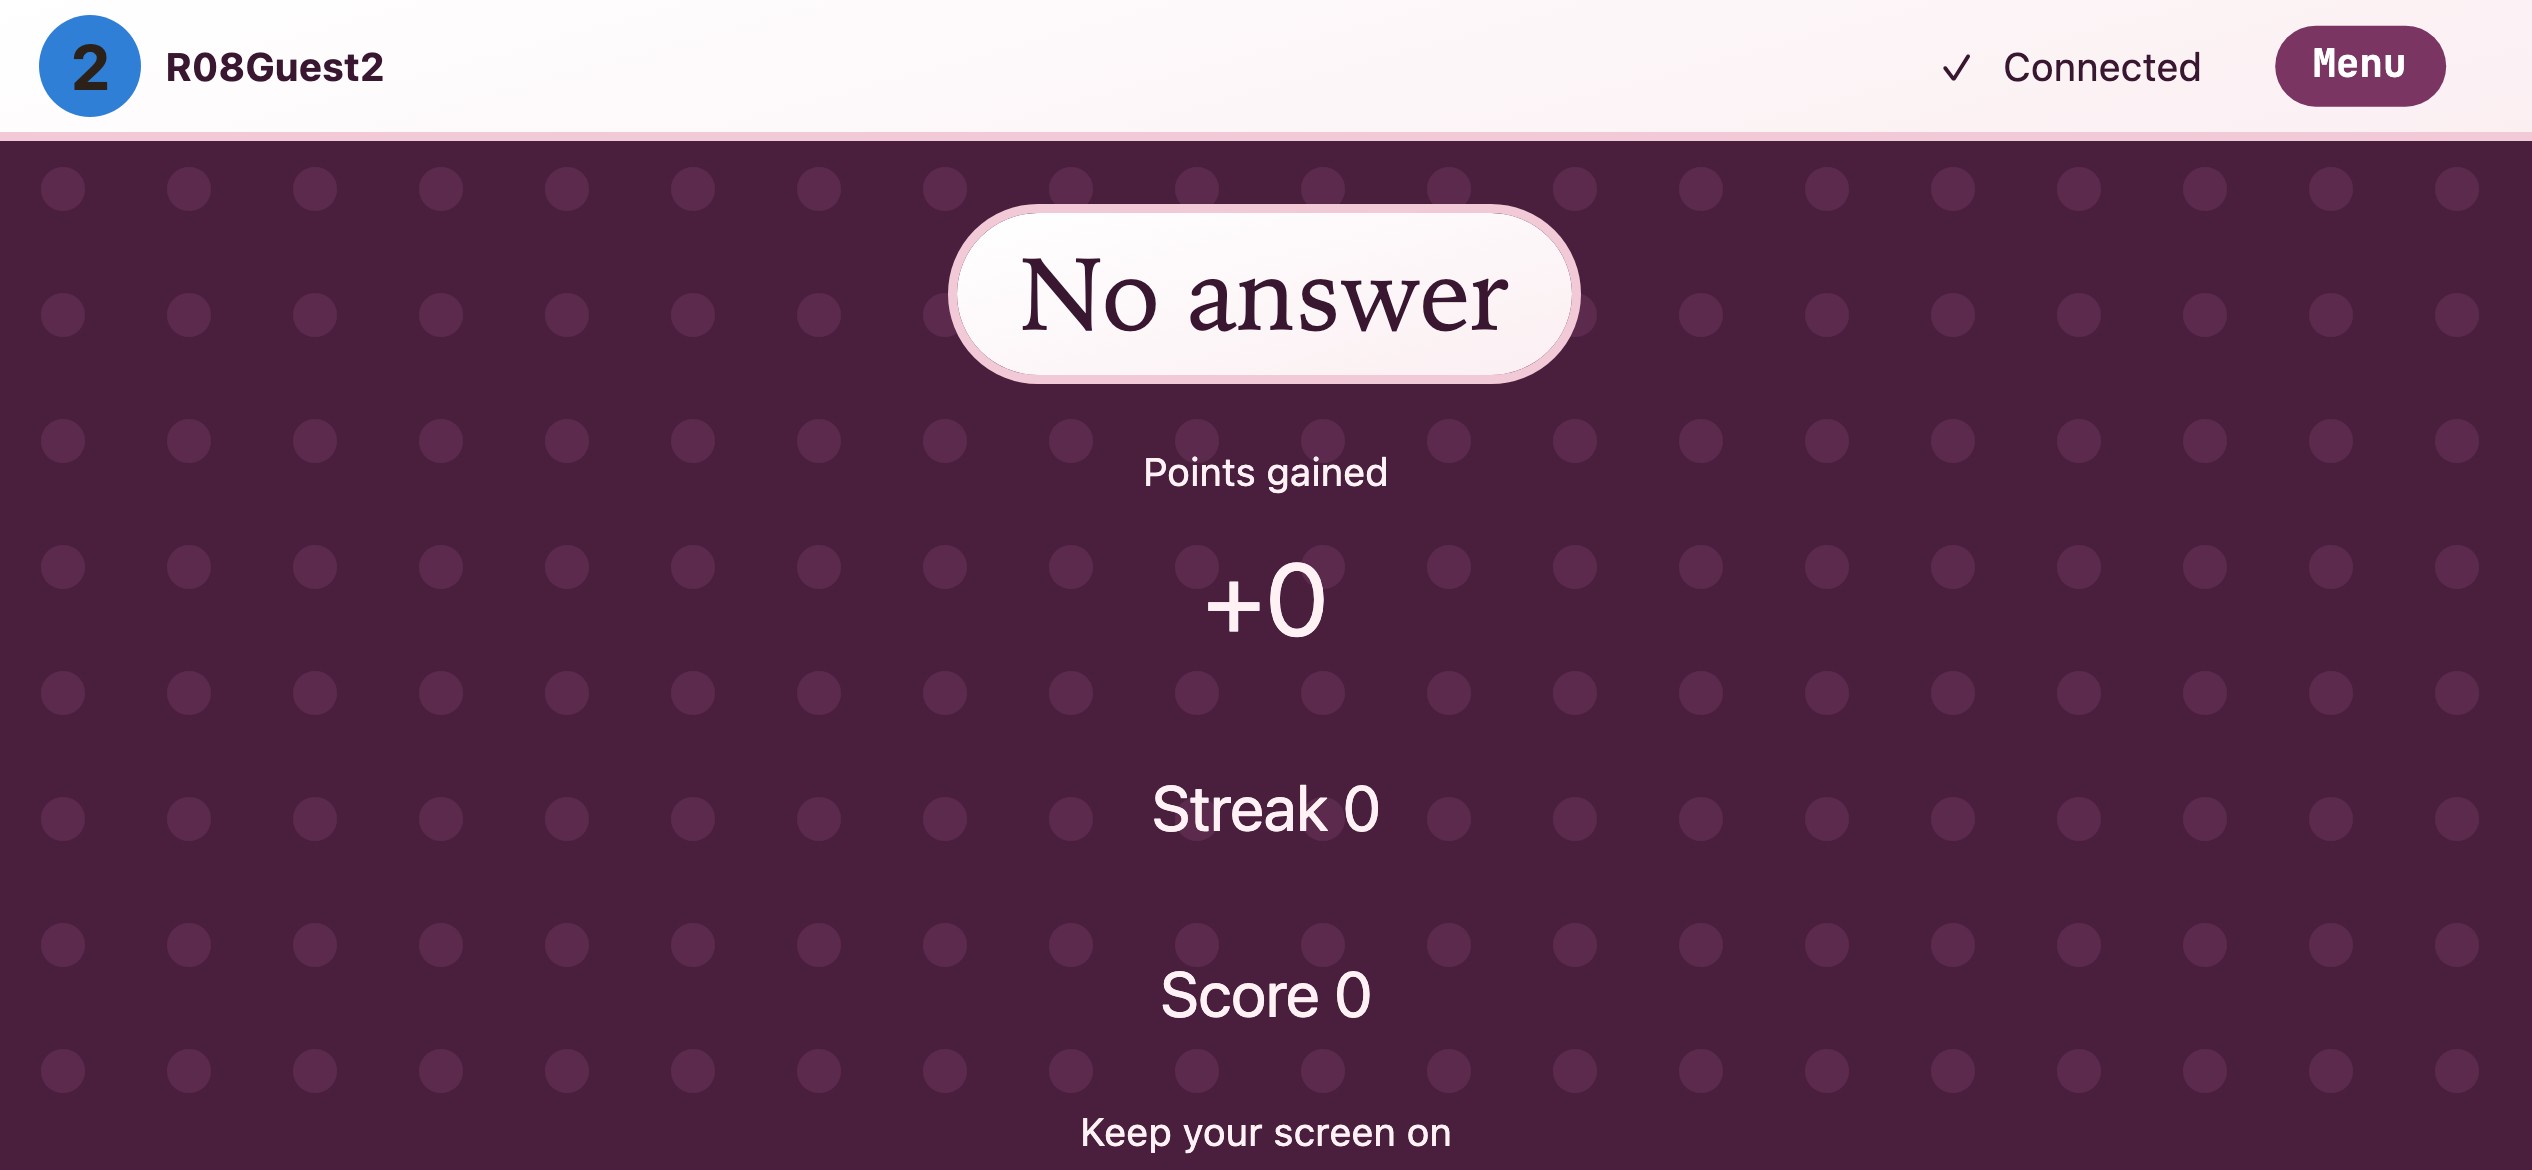 2
R08Guest2
✓ Connected
Menu
No answer
Points gained
+0
Streak 0
Score 0
Keep your screen on